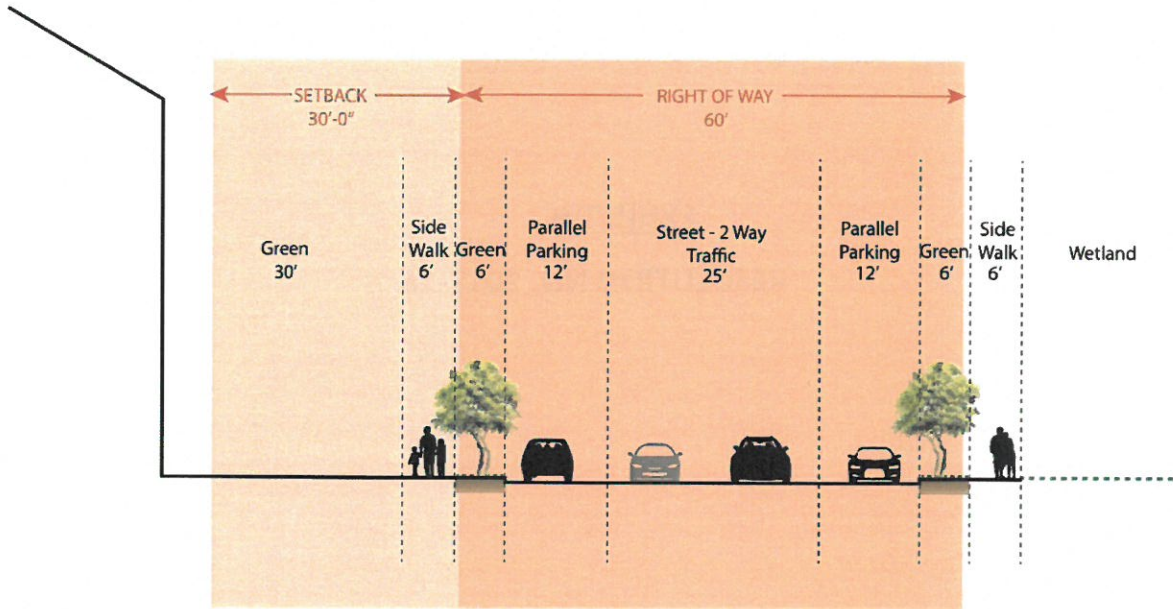 SETBACK
30'-0"
RIGHT OF WAY
60'
Green
30'
Side
Walk
6'
Green
6'
Parallel
Parking
12'
Street - 2 Way
Traffic
25'
Parallel
Parking
12'
Green
6'
Side
Walk
6'
Wetland